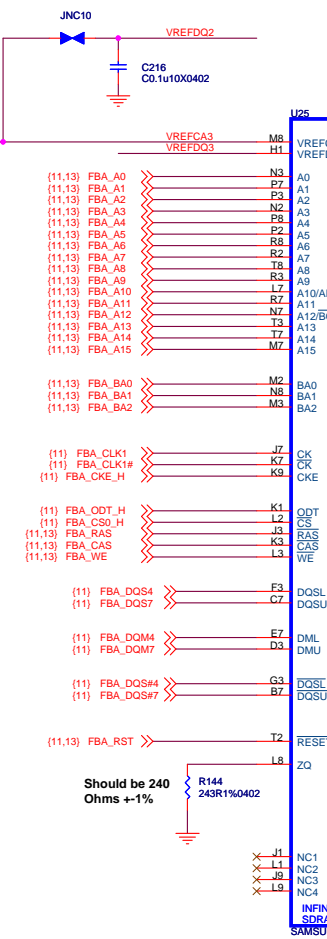 JNC10
VREFDQ2
C216
C0.1u10X0402
U25
VREFCA3 M8 VREFC
VREFDQ3 H1 VREFD
{11,13} FBA_A0 N3 A0
{11,13} FBA_A1 P7 A1
{11,13} FBA_A2 P3 A2
{11,13} FBA_A3 N2 A3
{11,13} FBA_A4 P8 A4
{11,13} FBA_A5 P2 A5
{11,13} FBA_A6 R8 A6
{11,13} FBA_A7 R2 A7
{11,13} FBA_A8 T8 A8
{11,13} FBA_A9 R3 A9
{11,13} FBA_A10 L7 A10/A
{11,13} FBA_A11 R7 A11
{11,13} FBA_A12 N7 A12/B
{11,13} FBA_A13 T3 A13
{11,13} FBA_A14 T7 A14
{11,13} FBA_A15 M7 A15
{11,13} FBA_BA0 M2 BA0
{11,13} FBA_BA1 N8 BA1
{11,13} FBA_BA2 M3 BA2
{11} FBA_CLK1 J7 CK
{11} FBA_CLK1# K7 CK
{11} FBA_CKE_H K9 CKE
{11} FBA_ODT_H K1 ODT
{11} FBA_CS0_H L2 CS
{11,13} FBA_RAS J3 RAS
{11,13} FBA_CAS K3 CAS
{11,13} FBA_WE L3 WE
{11} FBA_DQS4 F3 DQSL
{11} FBA_DQS7 C7 DQSU
{11} FBA_DQM4 E7 DML
{11} FBA_DQM7 D3 DMU
{11} FBA_DQS#4 G3 DQSL
{11} FBA_DQS#7 B7 DQSU
{11,13} FBA_RST T2 RESET
L8 ZQ
Should be 240
Ohms +-1%
R144
243R1%0402
J1 NC1
L1 NC2
J9 NC3
L9 NC4
INFIN
SDRA
SAMSU